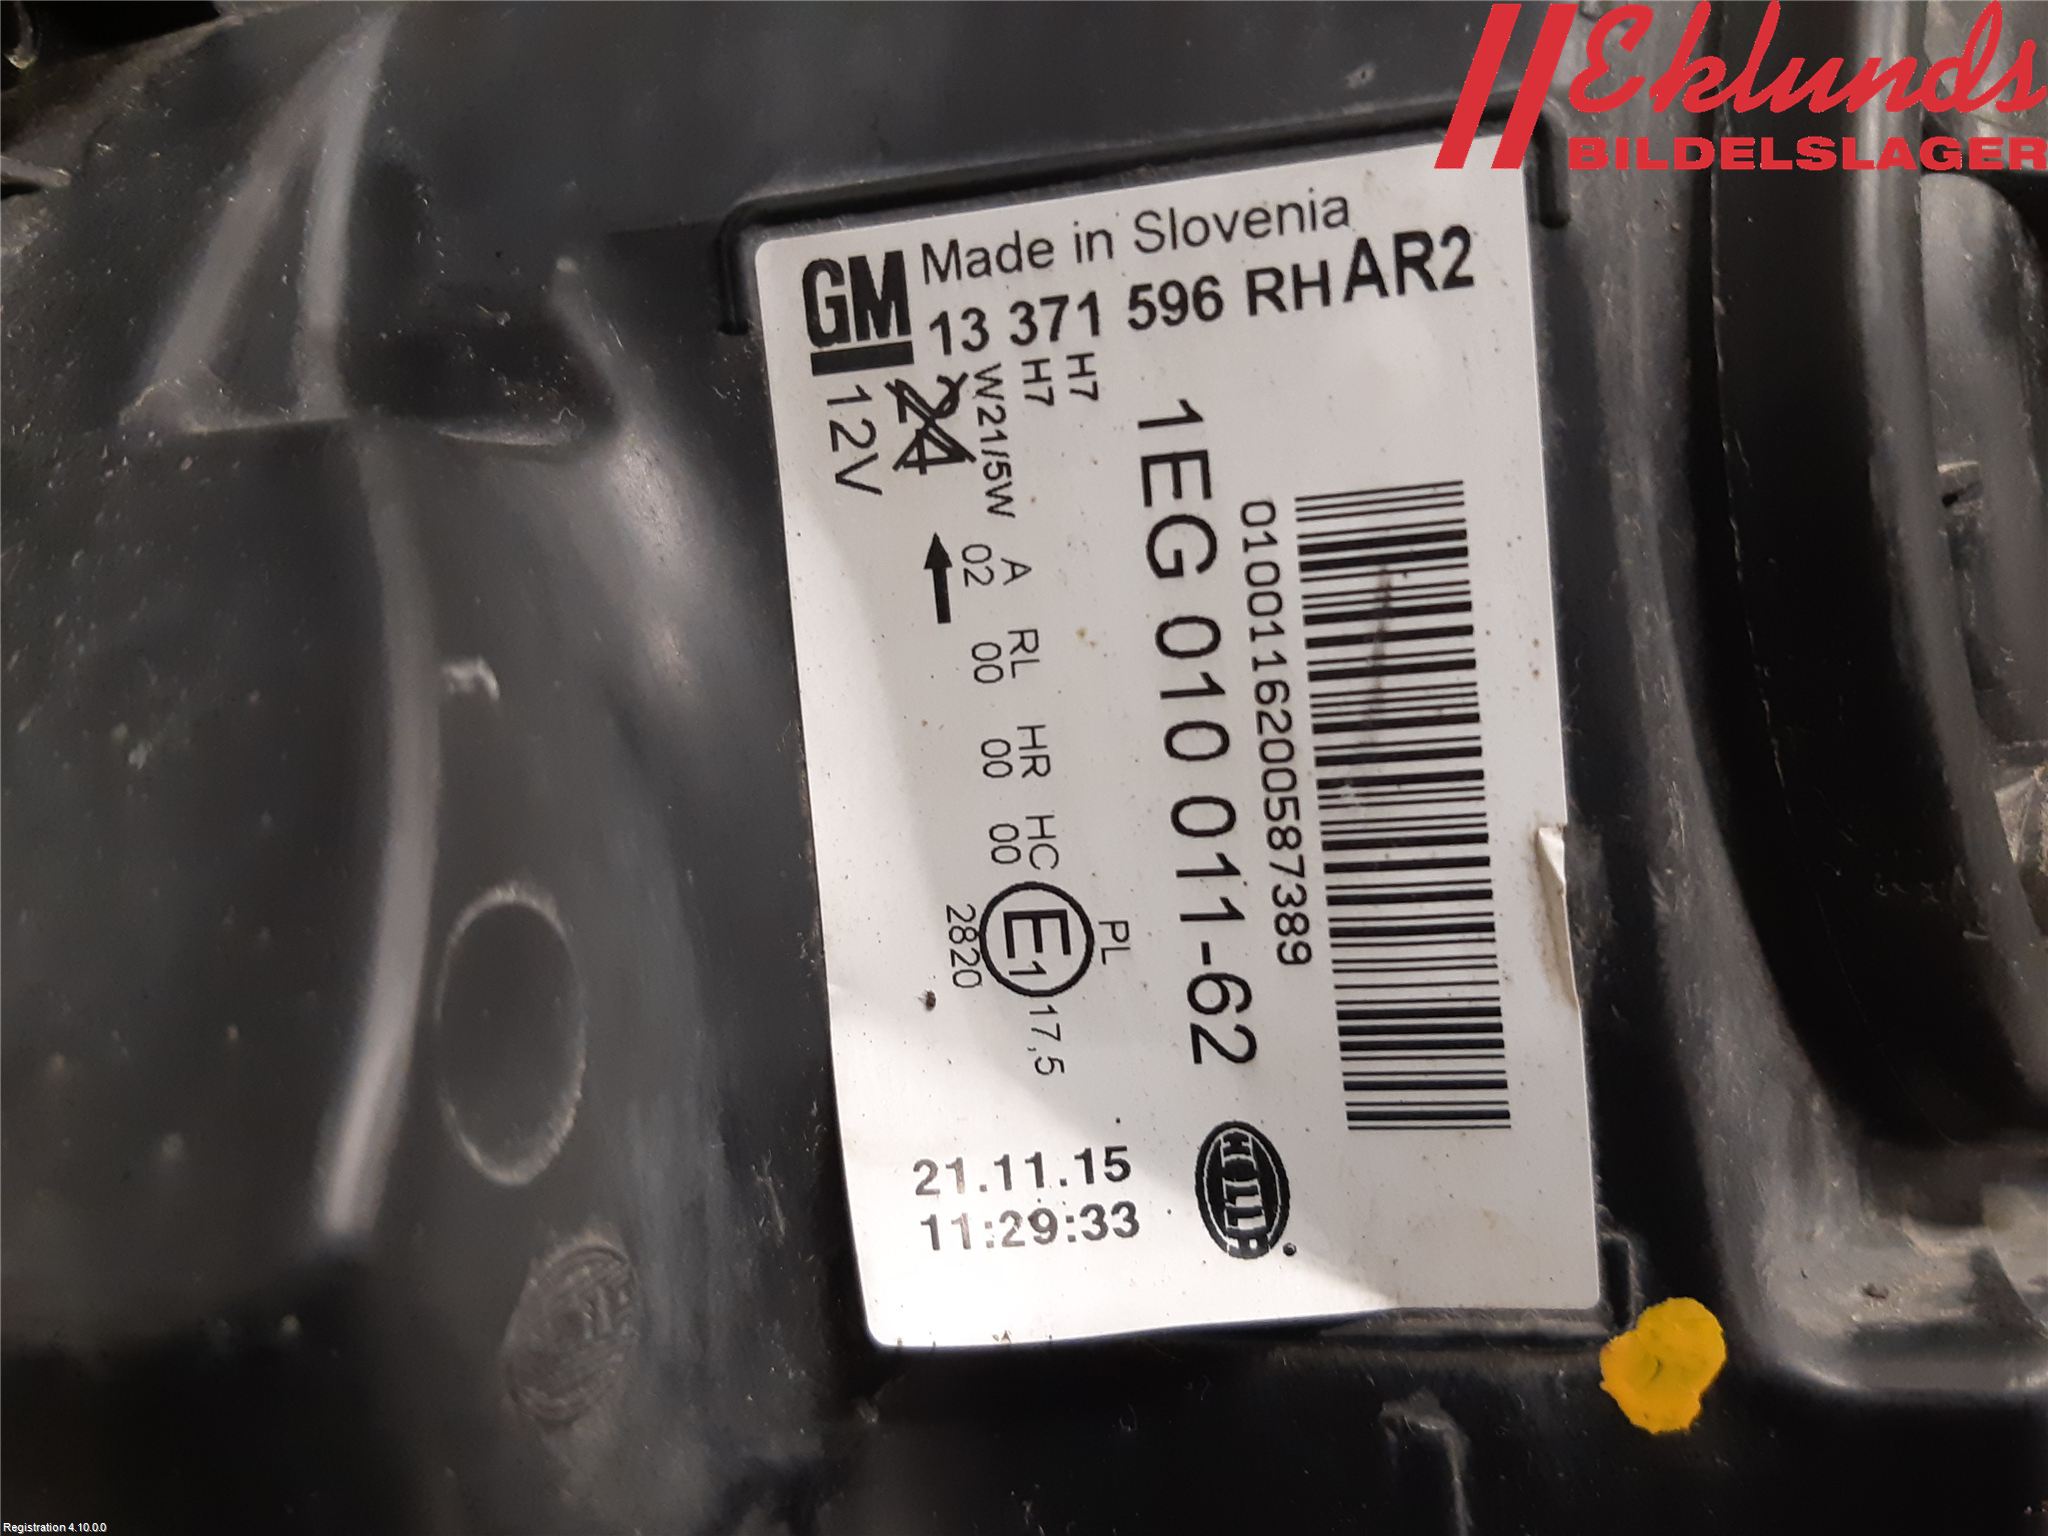 Eklunds
BILDELSLAGER
GM
Made in Slovenia
13 371 596 RH AR2
12V
24
W21/5W
H7
H7
A
02
RL
00
HR
00
HC
00
E1
2820
PL
17,5
1EG 010 011-62
0100116200587389
HELLA
21.11.15
11:29:33
Registration 4.10.0.0